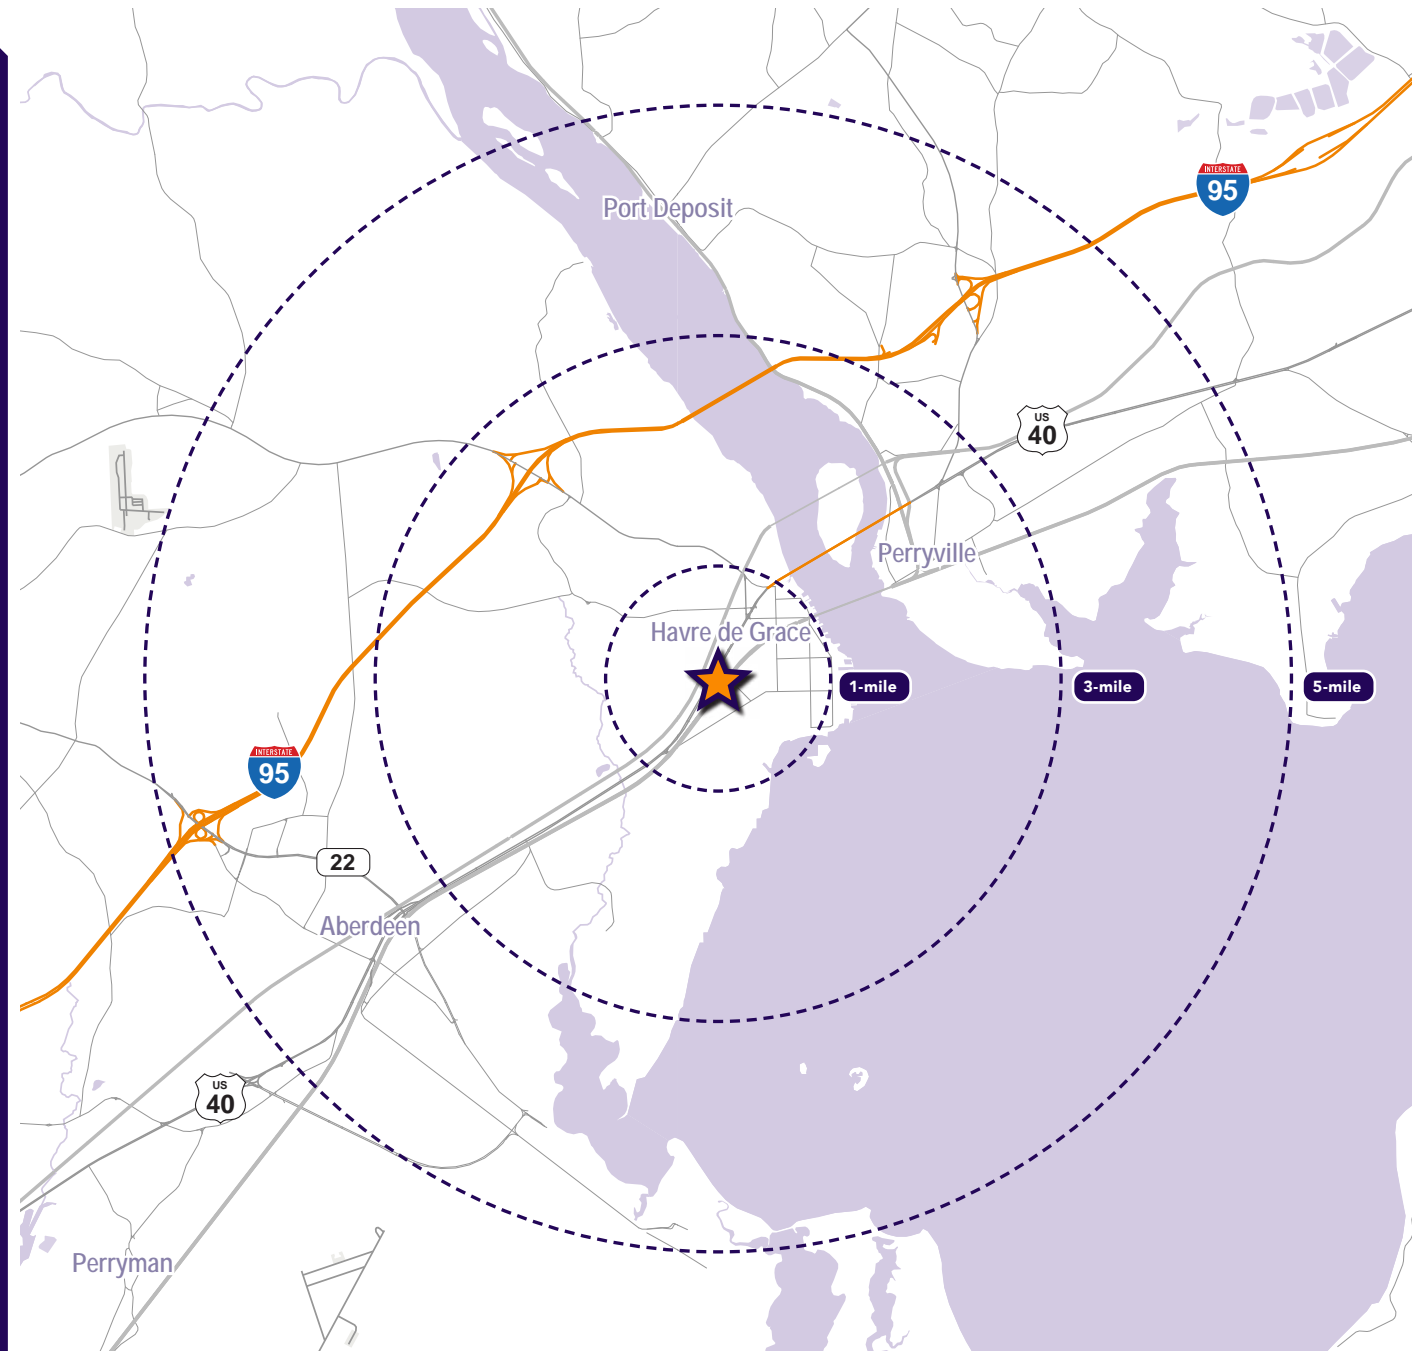 INTERSTATE
95
Port Deposit
US
40
Perryville
Havre de Grace
1-mile
3-mile
5-mile
INTERSTATE
95
22
Aberdeen
US
40
Perryman